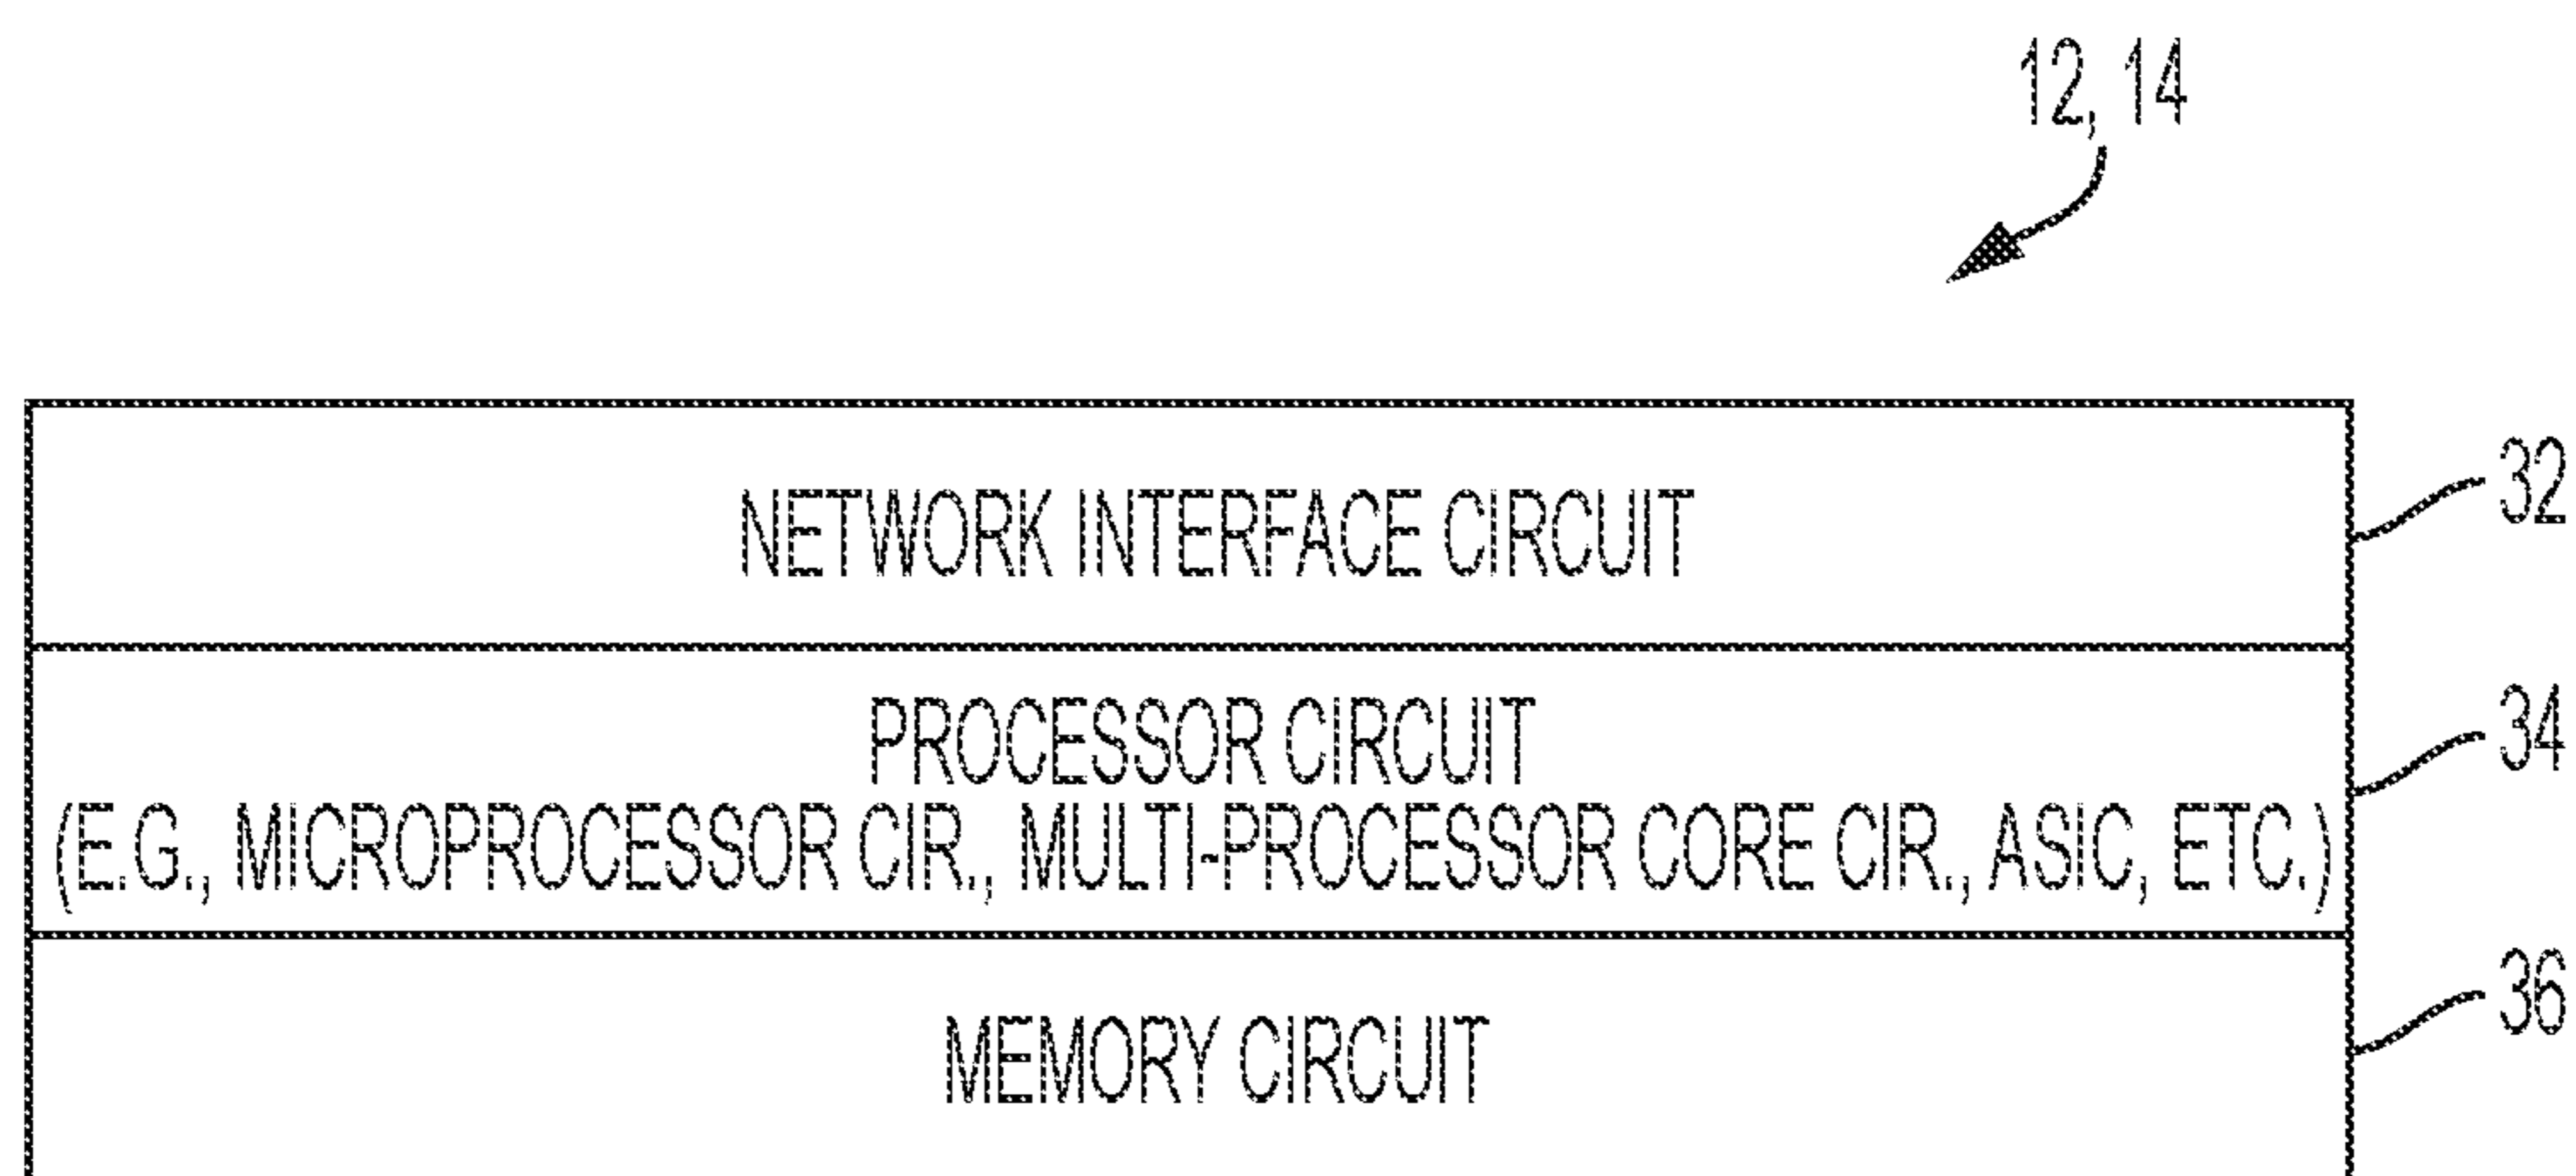 12, 14
NETWORK INTERFACE CIRCUIT
32
PROCESSOR CIRCUIT
(E.G., MICROPROCESSOR CIR., MULTI-PROCESSOR CORE CIR., ASIC, ETC.)
34
MEMORY CIRCUIT
36